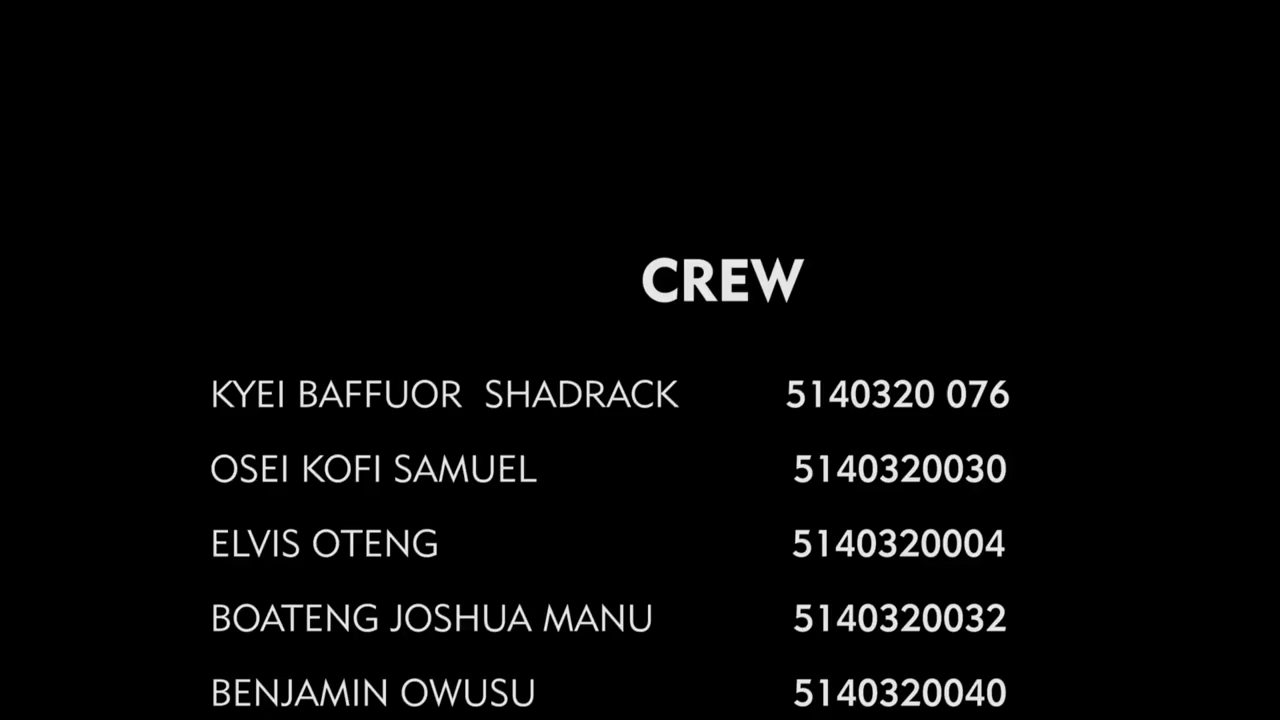 CREW
KYEI BAFFUOR  SHADRACK 5140320 076
OSEI KOFI SAMUEL 5140320030
ELVIS OTENG 5140320004
BOATENG JOSHUA MANU 5140320032
BENJAMIN OWUSU 5140320040